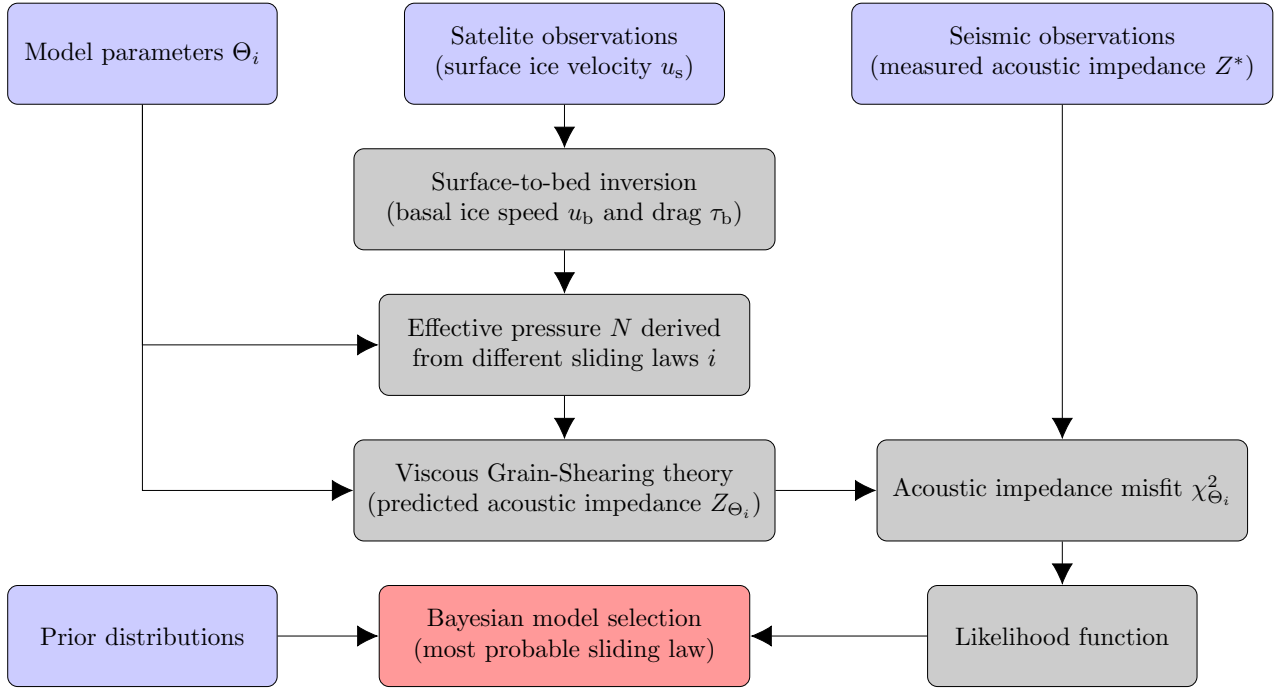 Model parameters Θᵢ
Satelite observations
(surface ice velocity uₛ)
Seismic observations
(measured acoustic impedance Z*)
Surface-to-bed inversion
(basal ice speed u_b and drag τ_b)
Effective pressure N derived
from different sliding laws i
Viscous Grain-Shearing theory
(predicted acoustic impedance Z_Θᵢ)
Acoustic impedance misfit χ²_Θᵢ
Prior distributions
Bayesian model selection
(most probable sliding law)
Likelihood function